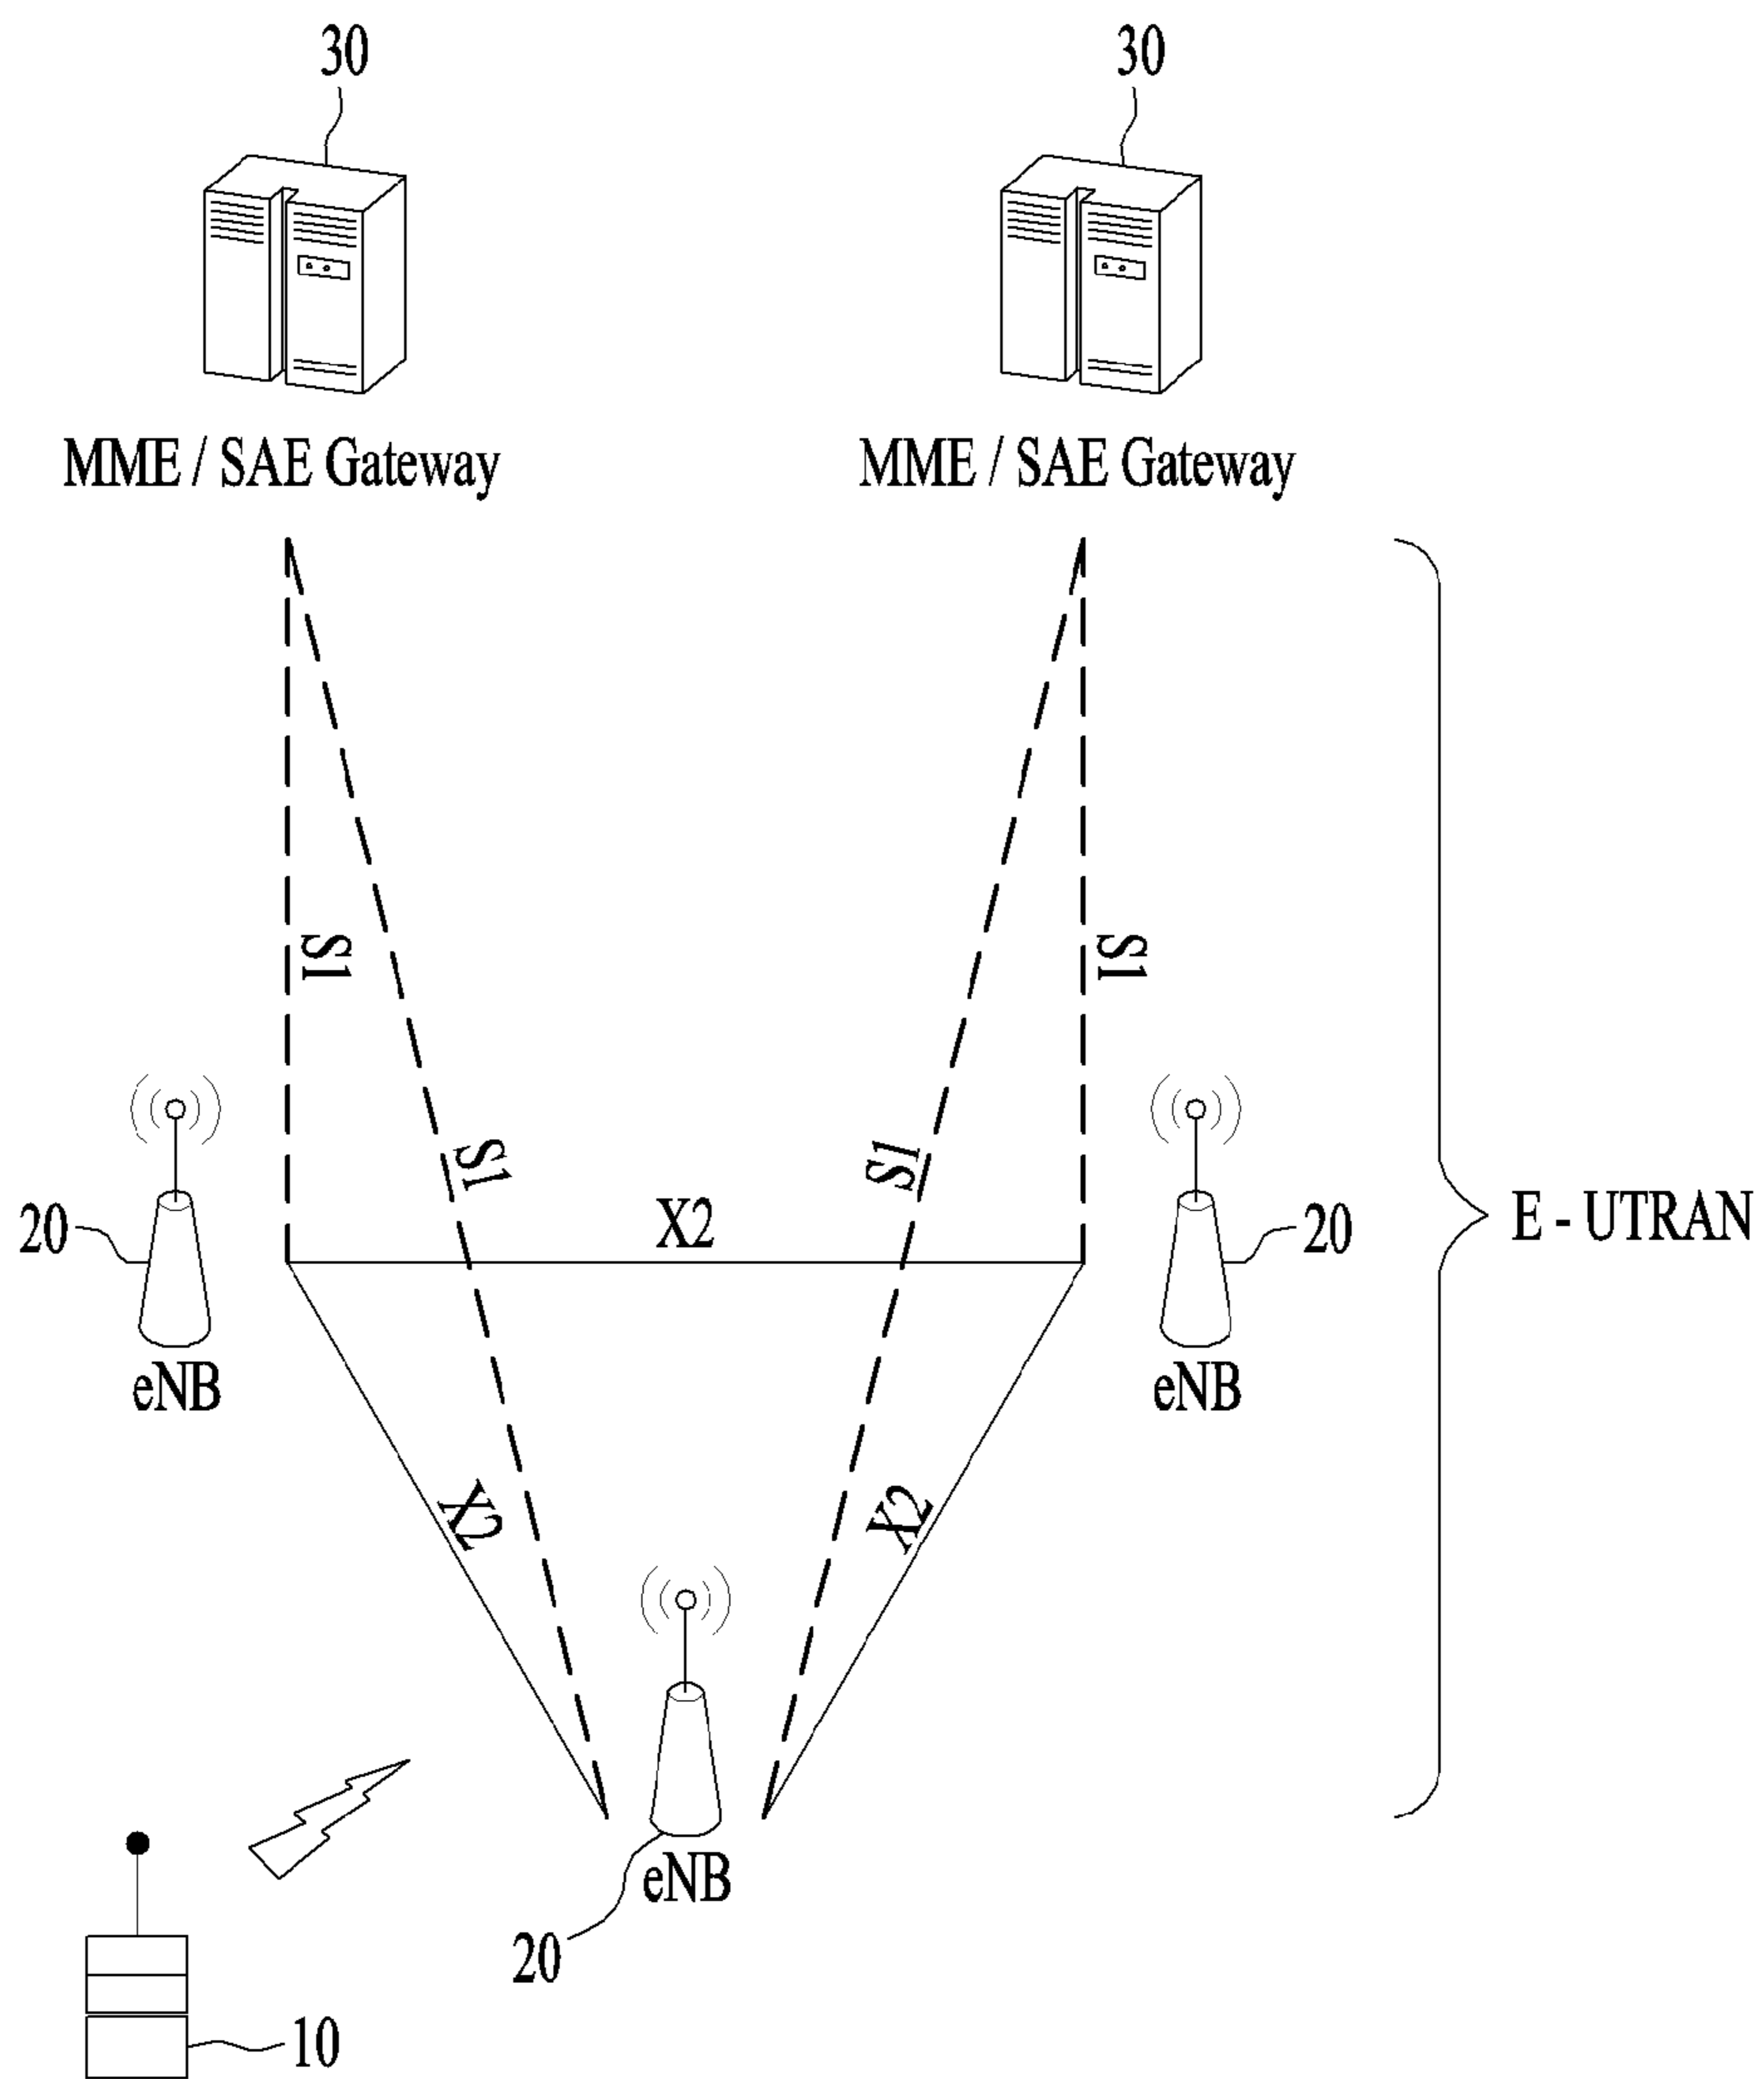 30
30
MME / SAE Gateway
MME / SAE Gateway
S1
S1
S1
S1
X2
20
20
E - UTRAN
eNB
eNB
X2
X2
eNB
20
10